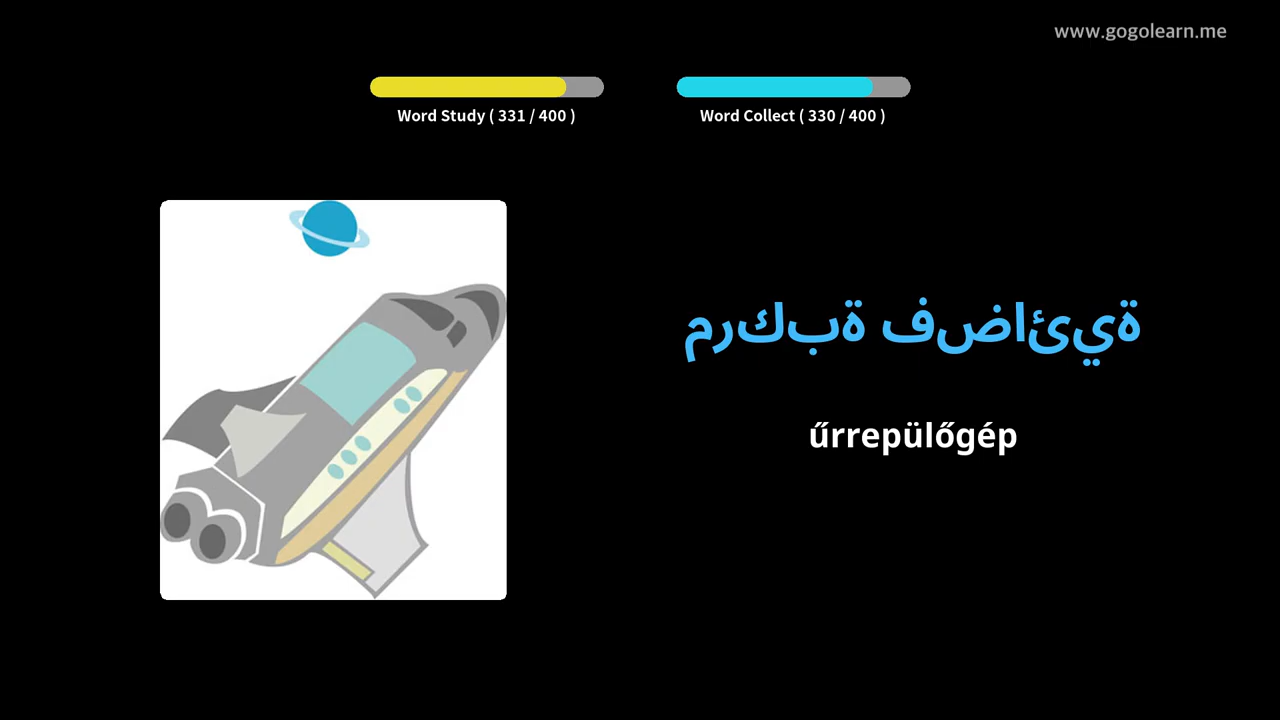 www.gogolearn.me
Word Study ( 331 / 400 )
Word Collect ( 330 / 400 )
مركبة فضائية
űrrepülőgép